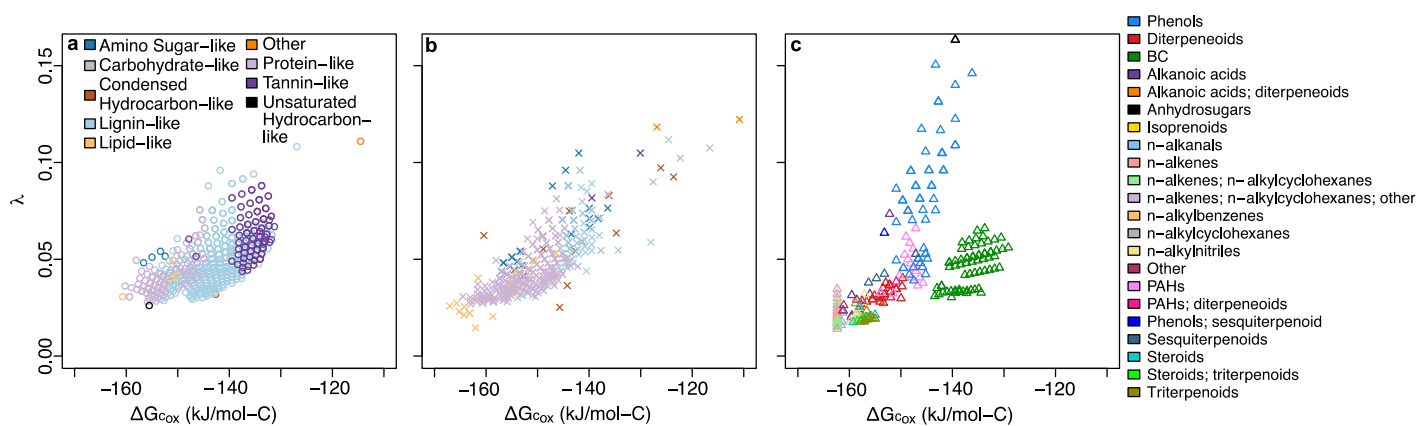 a
Amino Sugar-like
Carbohydrate-like
Condensed
Hydrocarbon-like
Lignin-like
Lipid-like
Other
Protein-like
Tannin-like
Unsaturated
Hydrocarbon-
like
λ
0.00 0.05 0.10 0.15
-160 -140 -120
ΔGcox (kJ/mol-C)
b
-160 -140 -120
ΔGcox (kJ/mol-C)
c
-160 -140 -120
ΔGcox (kJ/mol-C)
Phenols
Diterpeneoids
BC
Alkanoic acids
Alkanoic acids; diterpeneoids
Anhydrosugars
Isoprenoids
n-alkanals
n-alkenes
n-alkenes; n-alkylcyclohexanes
n-alkenes; n-alkylcyclohexanes; other
n-alkylbenzenes
n-alkylcyclohexanes
n-alkylnitriles
Other
PAHs
PAHs; diterpeneoids
Phenols; sesquiterpenoid
Sesquiterpenoids
Steroids
Steroids; triterpenoids
Triterpenoids